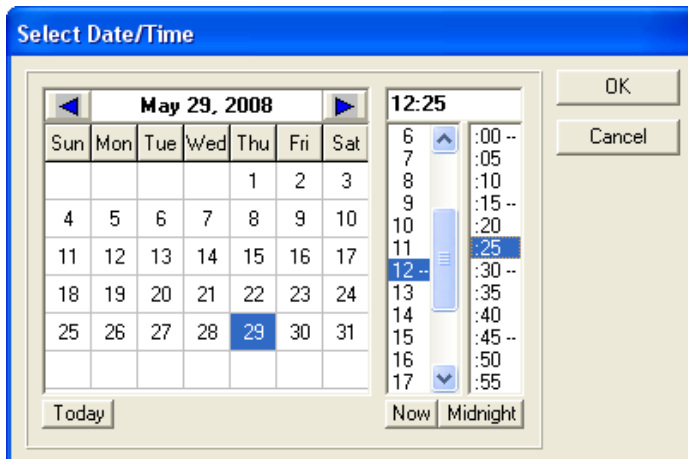 Select Date/Time
May 29, 2008
Sun Mon Tue Wed Thu Fri Sat
1 2 3
4 5 6 7 8 9 10
11 12 13 14 15 16 17
18 19 20 21 22 23 24
25 26 27 28 29 30 31
Today
12:25
6
7
8
9
10
11
12 --
13
14
15
16
17
:00 --
:05
:10
:15 --
:20
:25
:30 --
:35
:40
:45 --
:50
:55
Now Midnight
OK
Cancel